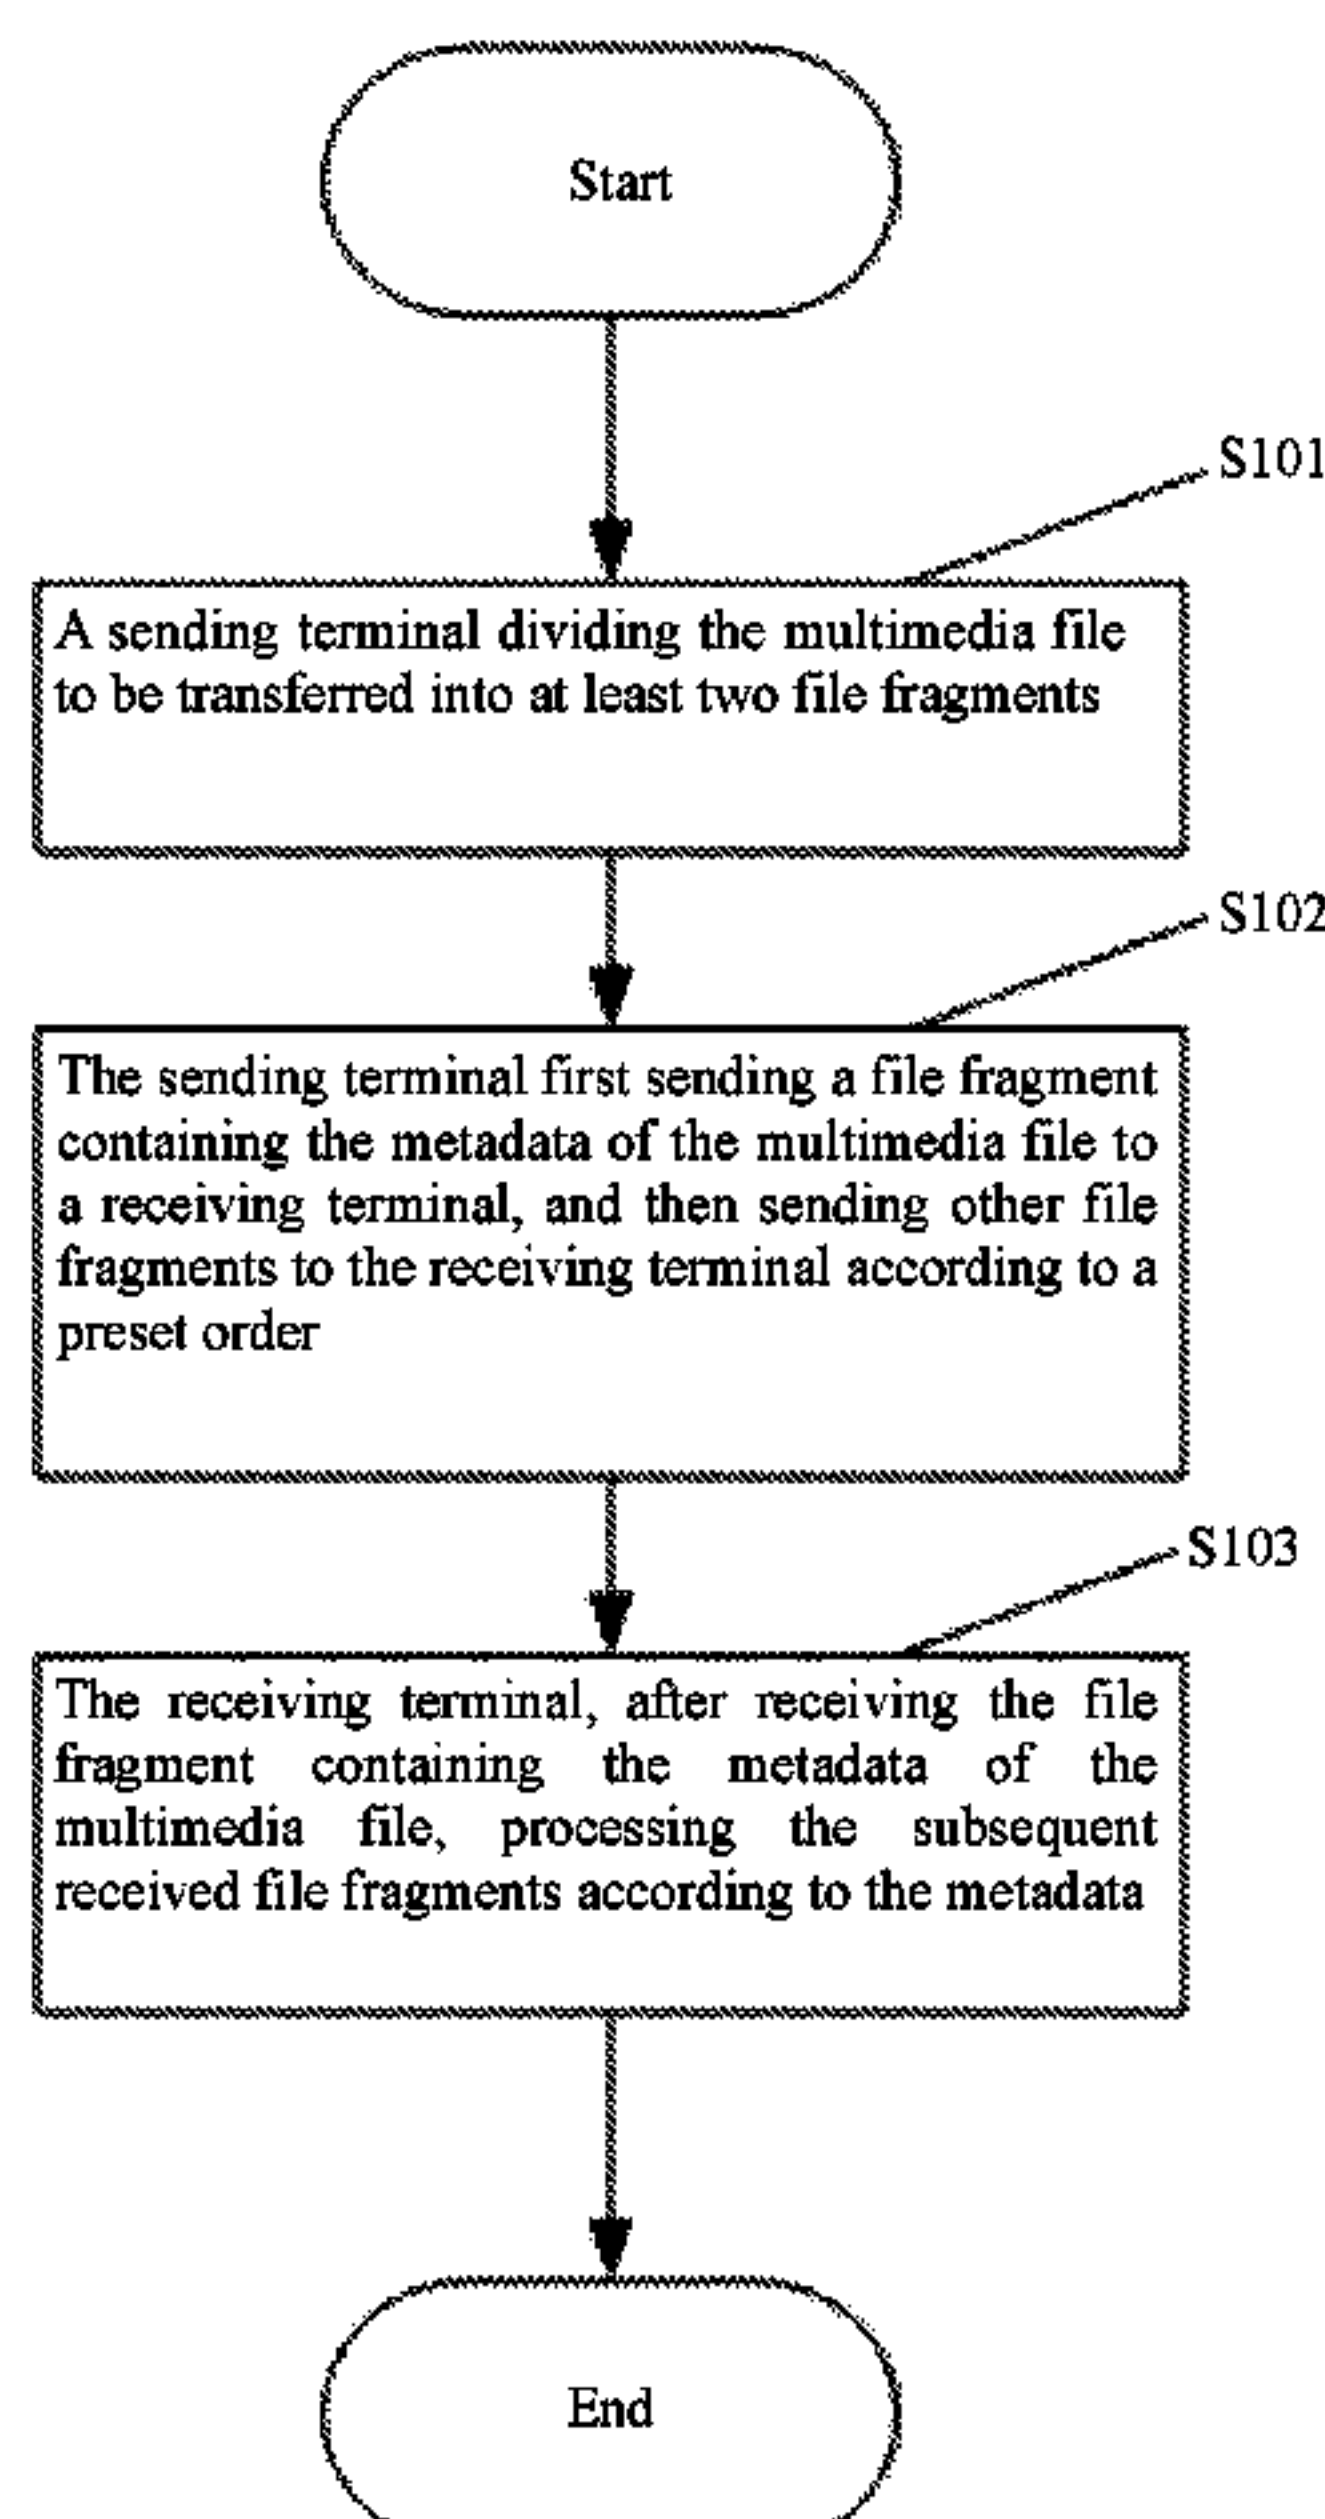 Start
S101
A sending terminal dividing the multimedia file
to be transferred into at least two file fragments
S102
The sending terminal first sending a file fragment
containing the metadata of the multimedia file to
a receiving terminal, and then sending other file
fragments to the receiving terminal according to a
preset order
S103
The receiving terminal, after receiving the file
fragment containing the metadata of the
multimedia file, processing the subsequent
received file fragments according to the metadata
End